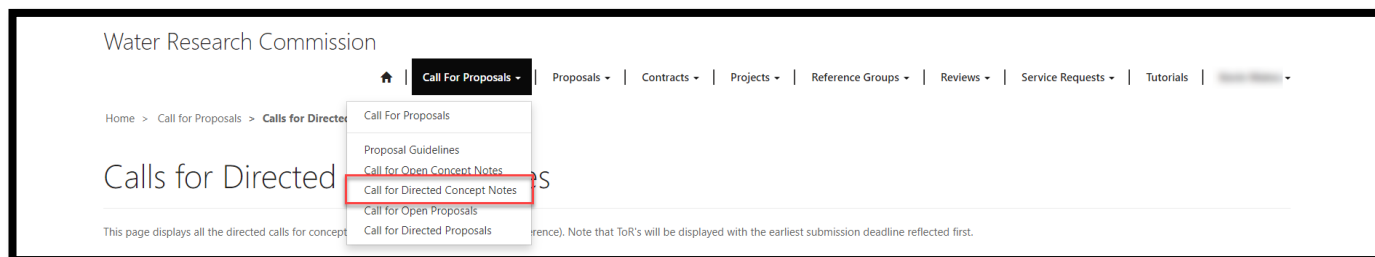 Water Research Commission
Call For Proposals
Proposals
Contracts
Projects
Reference Groups
Reviews
Service Requests
Tutorials
Home > Call for Proposals > Calls for Directed
Call For Proposals
Proposal Guidelines
Call for Open Concept Notes
Call for Directed Concept Notes
Call for Open Proposals
Call for Directed Proposals
Calls for Directed es
This page displays all the directed calls for concept rence). Note that ToR's will be displayed with the earliest submission deadline reflected first.